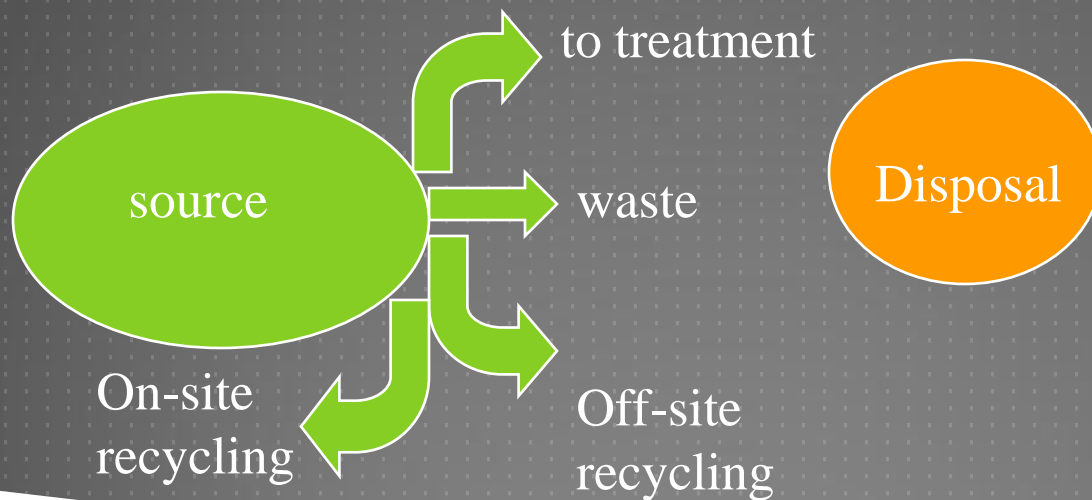 to treatment
source
waste
Disposal
On-site
recycling
Off-site
recycling